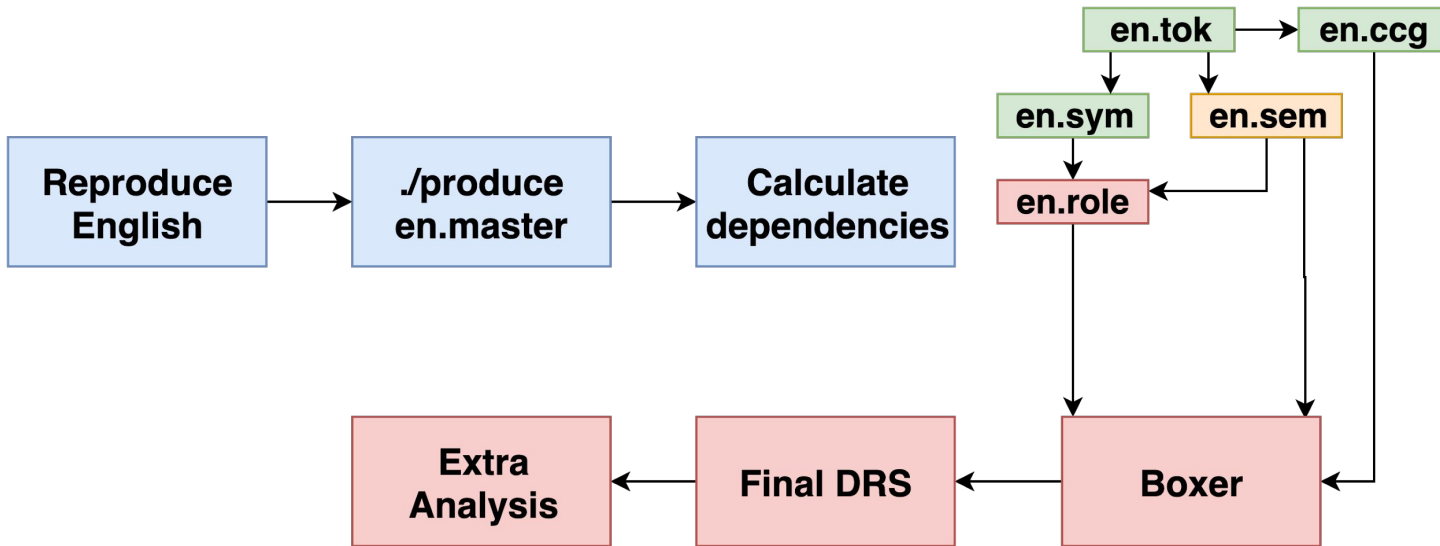 en.tok
en.ccg
en.sym
en.sem
Reproduce
English
./produce
en.master
Calculate
dependencies
en.role
Extra
Analysis
Final DRS
Boxer